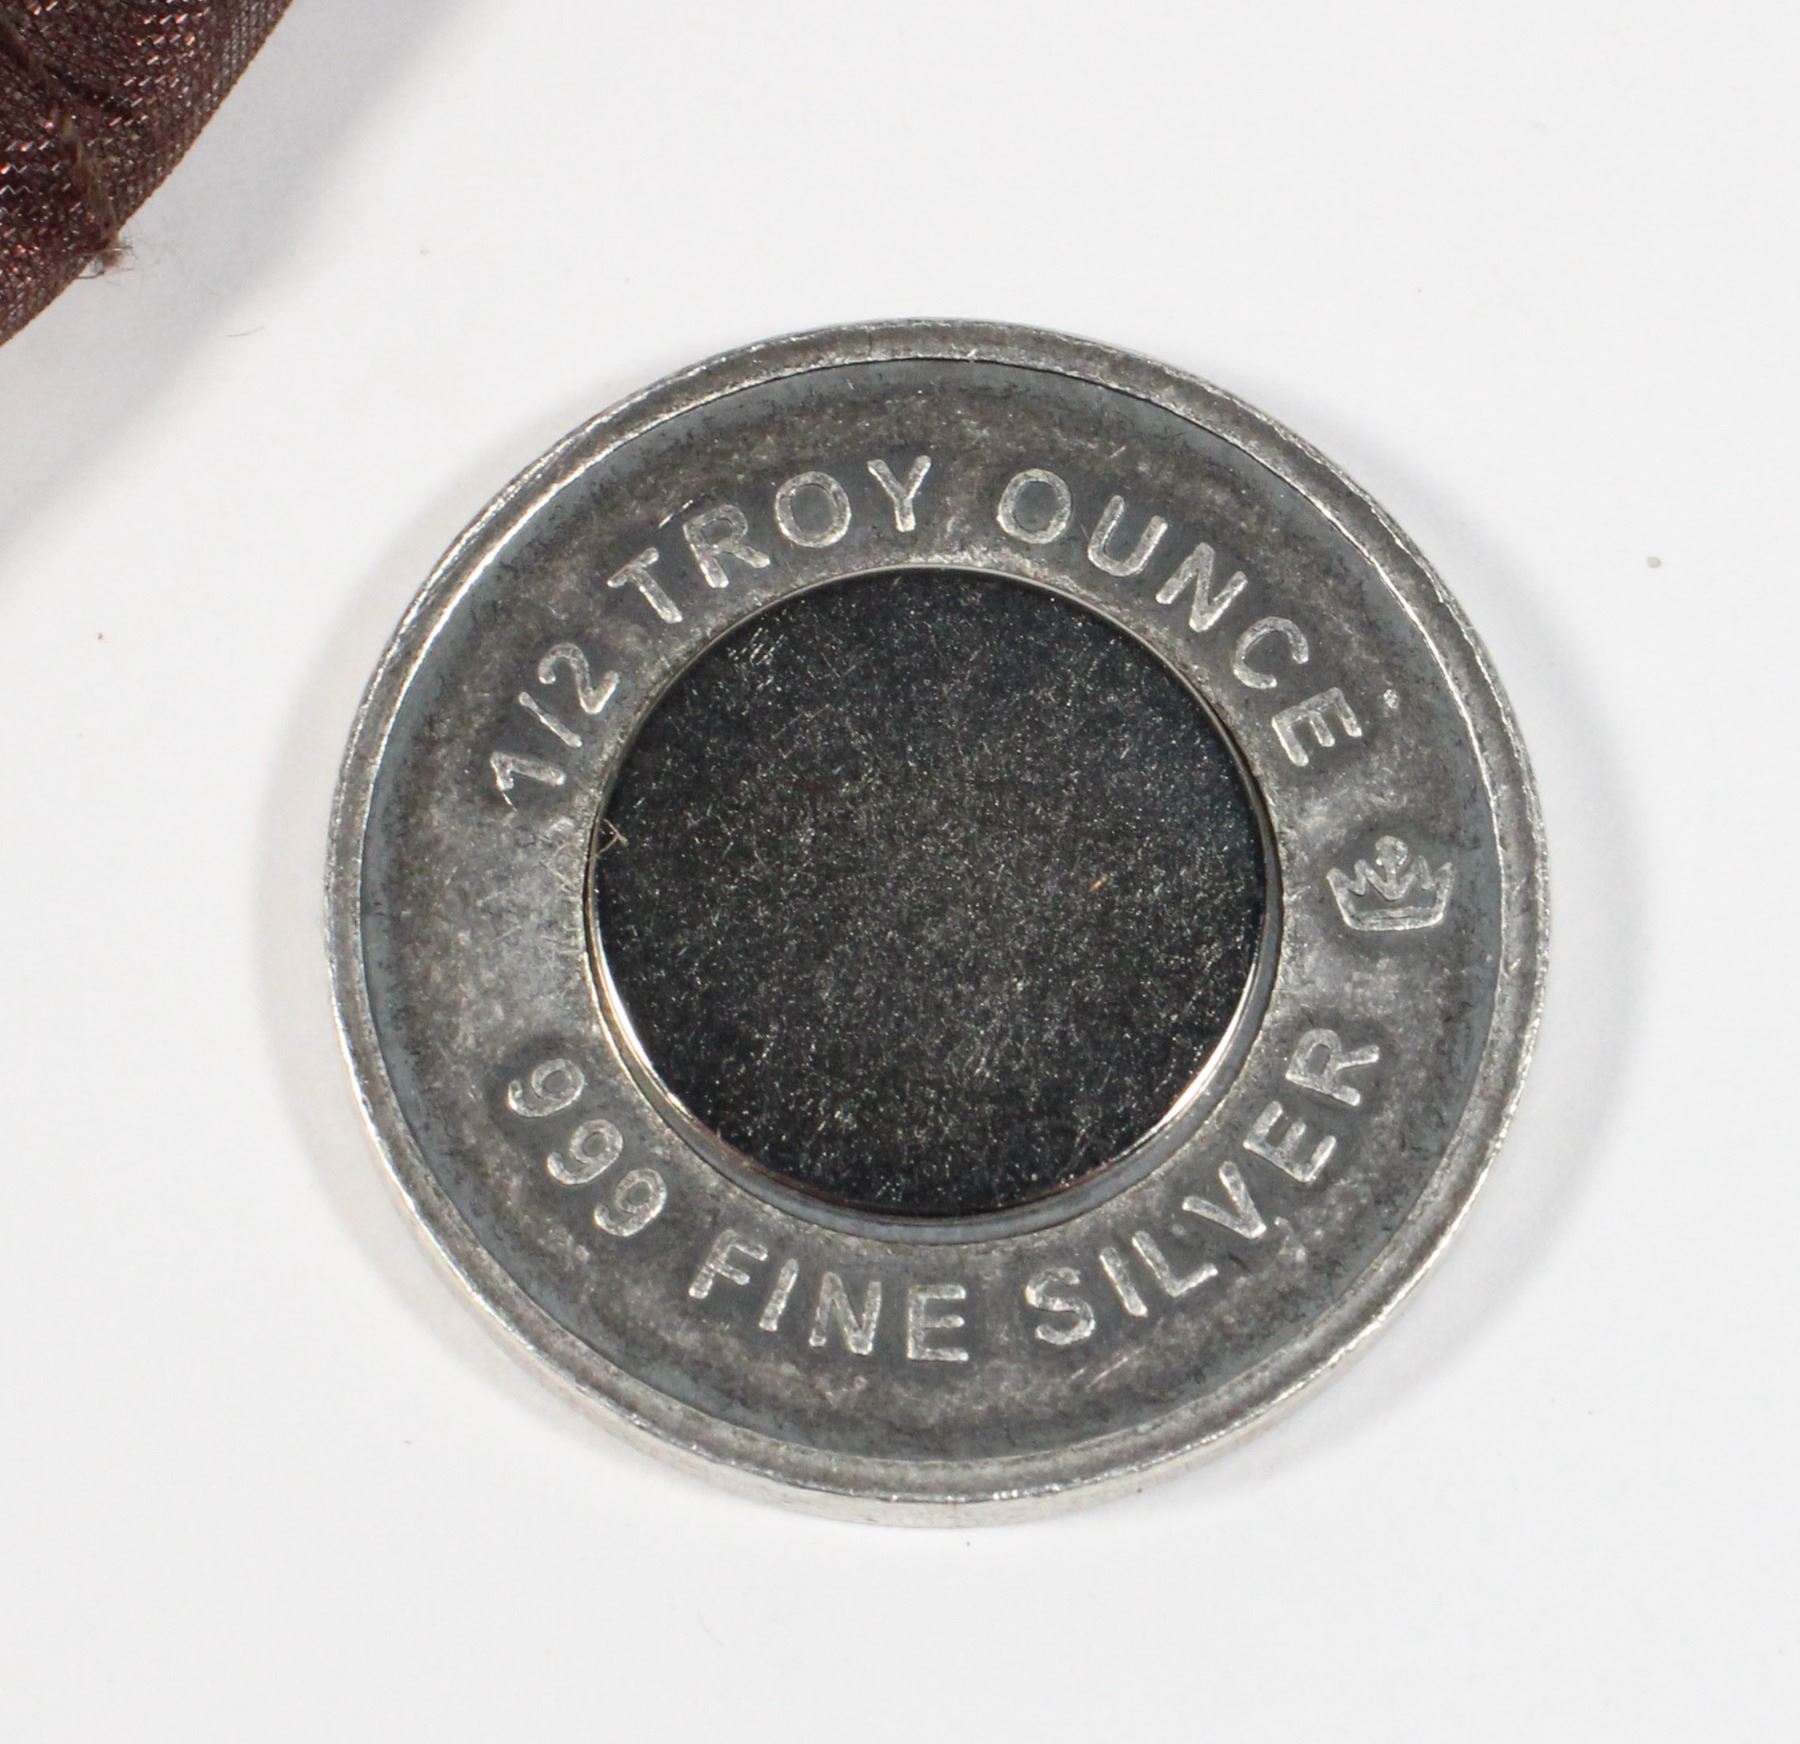 1/2 TROY OUNCE
999 FINE SILVER